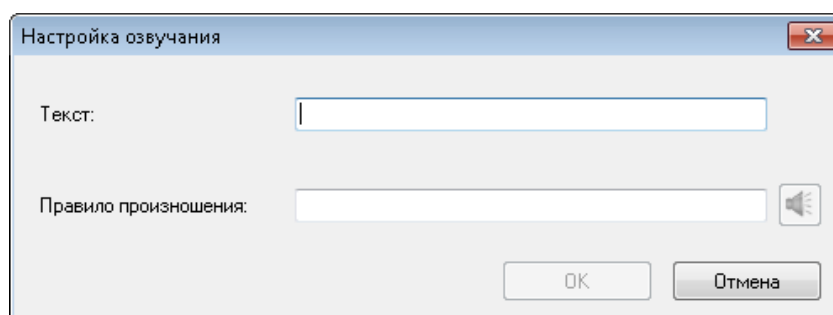 Настройка озвучания
Текст:
Правило произношения:
OK
Отмена